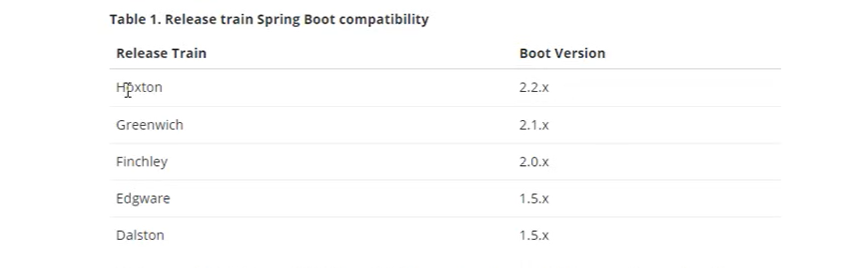 Table 1. Release train Spring Boot compatibility
Release Train Boot Version
Hoxton 2.2.x
Greenwich 2.1.x
Finchley 2.0.x
Edgware 1.5.x
Dalston 1.5.x